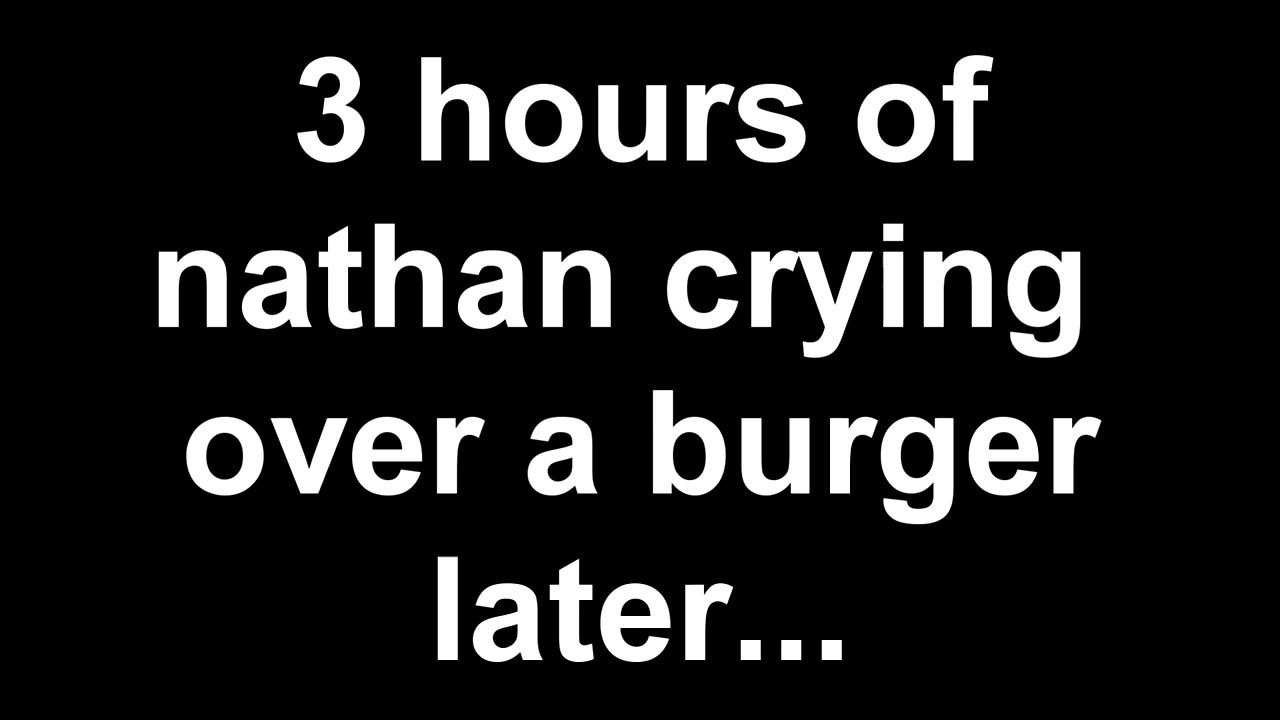 3 hours of
nathan crying
over a burger
later...